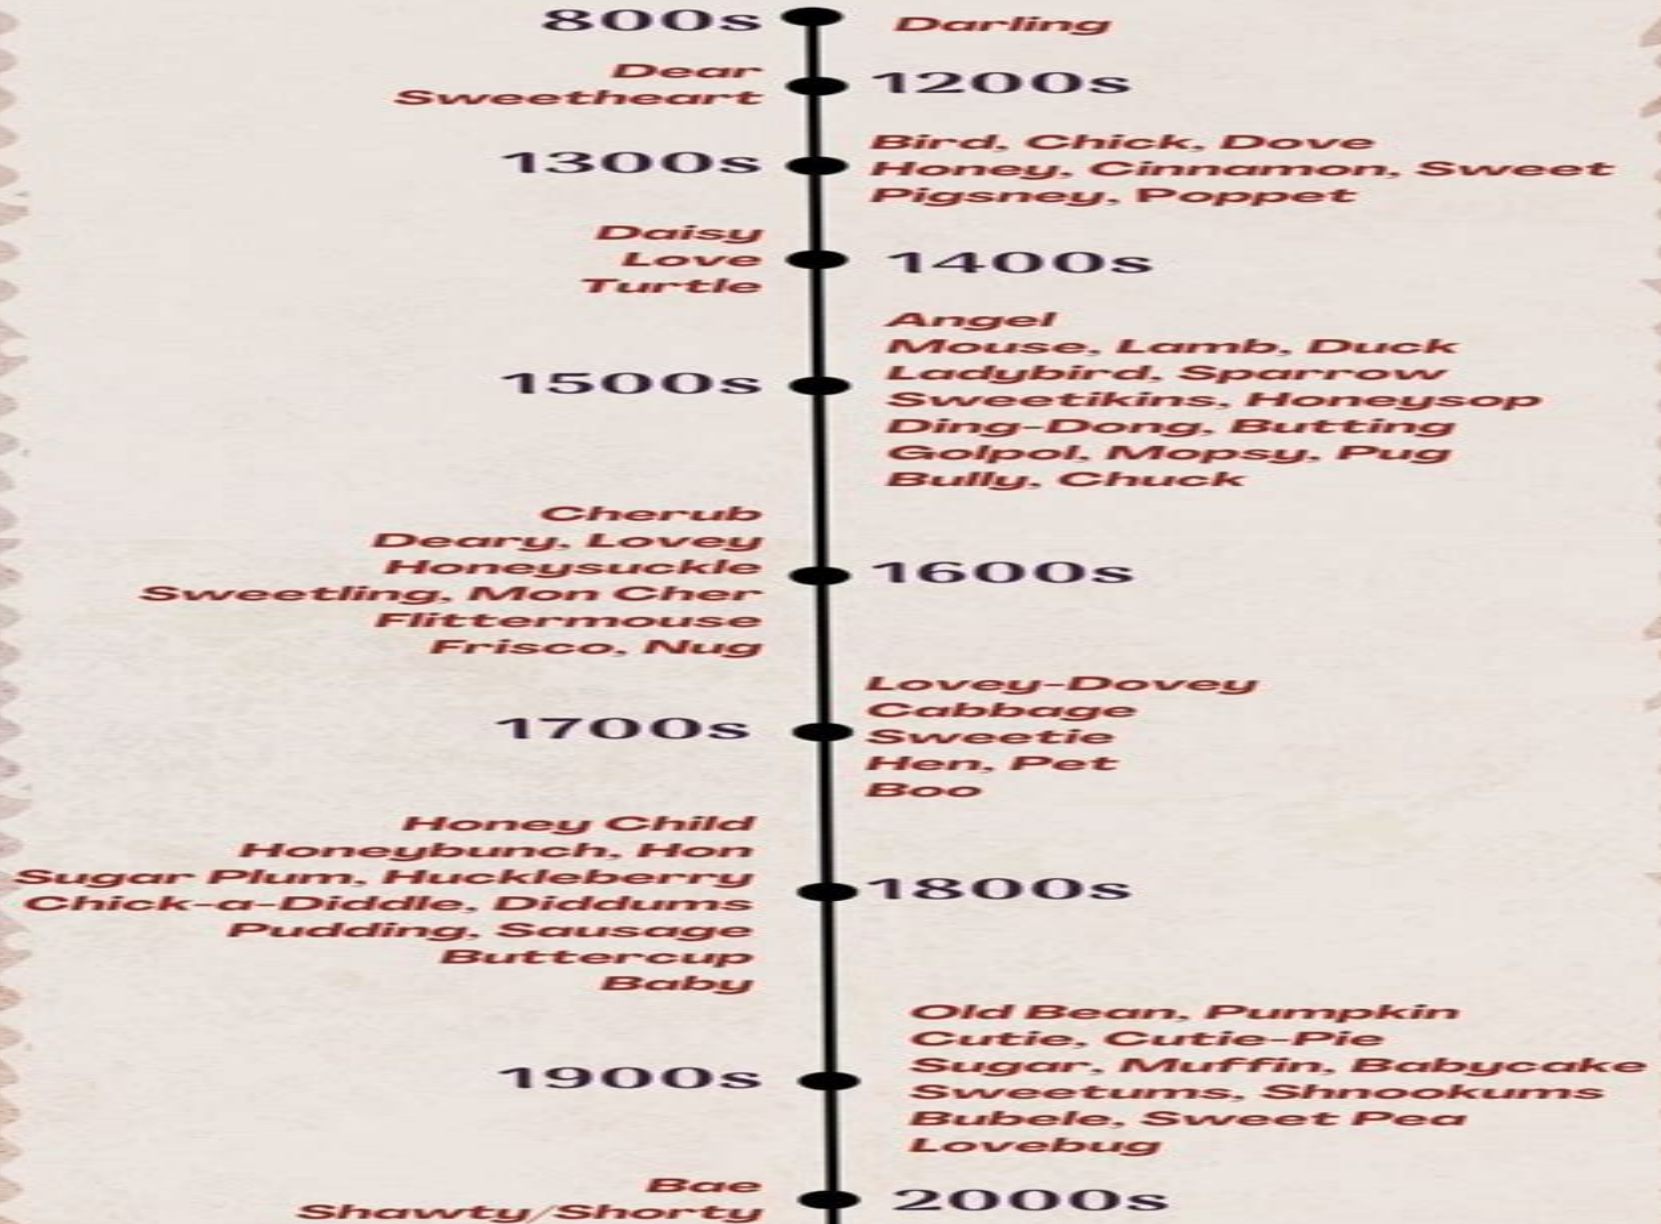 800s
Darling
Dear
Sweetheart
1200s
1300s
Bird, Chick, Dove
Honey, Cinnamon, Sweet
Pigsney, Poppet
Daisy
Love
Turtle
1400s
1500s
Angel
Mouse, Lamb, Duck
Ladybird, Sparrow
Sweetikins, Honeysop
Ding-Dong, Butting
Golpol, Mopsy, Pug
Bully, Chuck
Cherub
Deary, Lovey
Honeysuckle
Sweetling, Mon Cher
Flittermouse
Frisco, Nug
1600s
1700s
Lovey-Dovey
Cabbage
Sweetie
Hen, Pet
Boo
Honey Child
Honeybunch, Hon
Sugar Plum, Huckleberry
Chick-a-Diddle, Diddums
Pudding, Sausage
Buttercup
Baby
1800s
1900s
Old Bean, Pumpkin
Cutie, Cutie-Pie
Sugar, Muffin, Babycake
Sweetums, Shnookums
Bubele, Sweet Pea
Lovebug
Bae
Shawty/Shorty
2000s